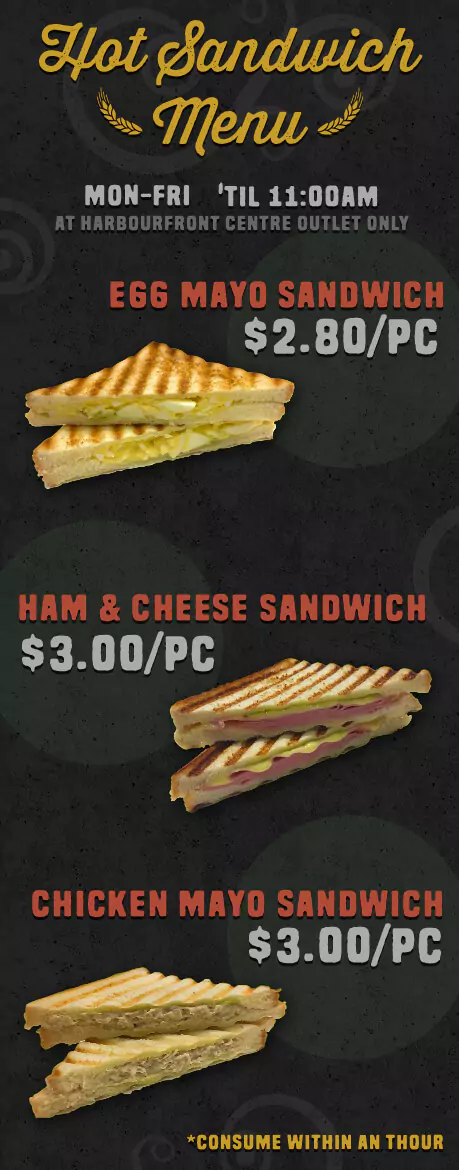 Hot Sandwich
Menu
MON-FRI 'TIL 11:00AM
AT HARBOURFRONT CENTRE OUTLET ONLY
EGG MAYO SANDWICH
$2.80/PC
HAM & CHEESE SANDWICH
$3.00/PC
CHICKEN MAYO SANDWICH
$3.00/PC
*CONSUME WITHIN AN THOUR